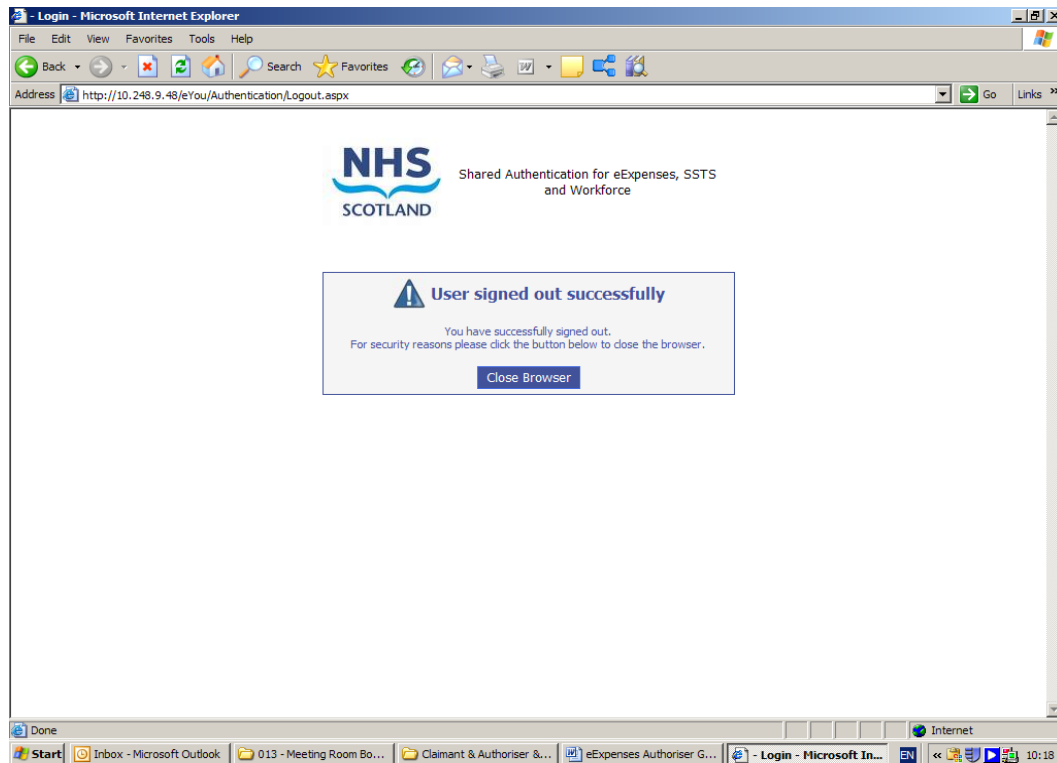 - Login - Microsoft Internet Explorer
File Edit View Favorites Tools Help
Back Search Favorites
Address http://10.248.9.48/eYou/Authentication/Logout.aspx Go Links »
NHS
SCOTLAND
Shared Authentication for eExpenses, SSTS
and Workforce
User signed out successfully
You have successfully signed out.
For security reasons please click the button below to close the browser.
Close Browser
Done Internet
Start Inbox - Microsoft Outlook 013 - Meeting Room Bo... Claimant & Authoriser &... eExpenses Authoriser G... - Login - Microsoft In... EN « 10:18